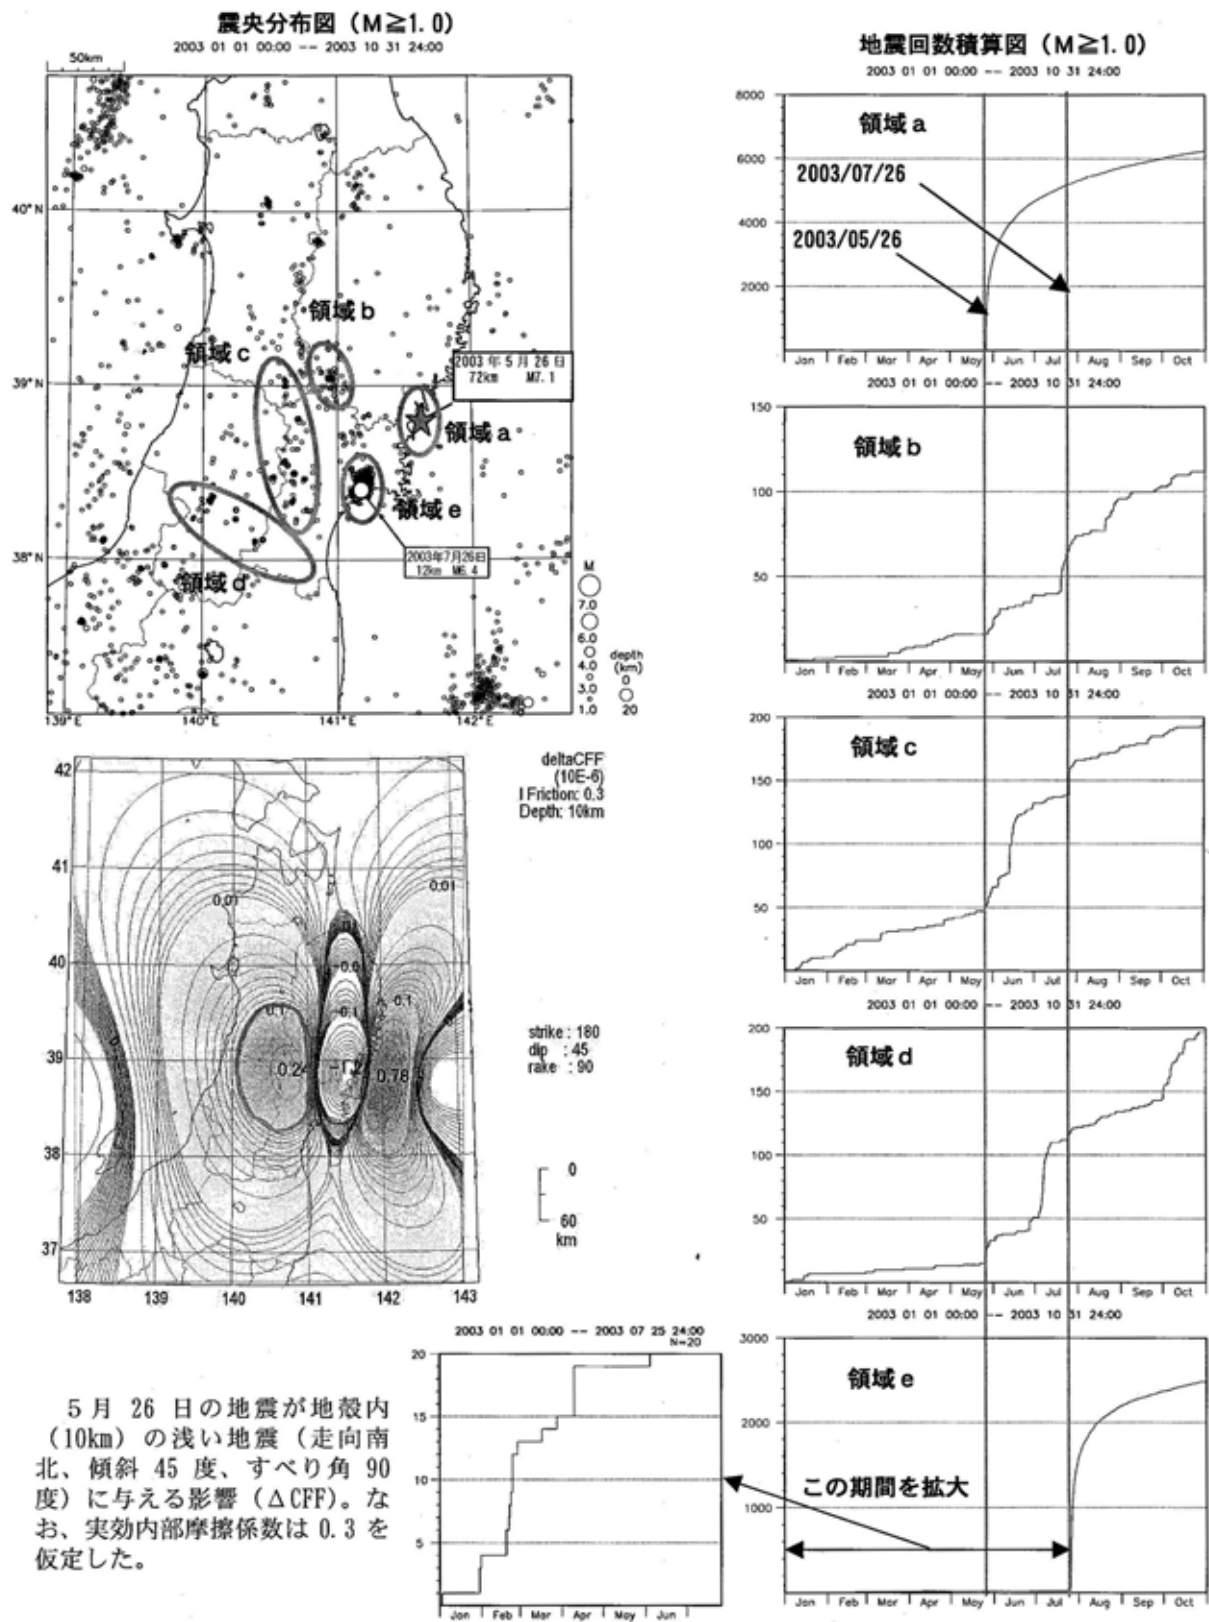 震央分布図（M≧1.0）
2003 01 01 00:00 -- 2003 10 31 24:00
50km
40°N
39°N
38°N
139°E
140°E
141°E
142°E
領域b
領域c
2003 年 5 月 26 日
72km M7.1
領域a
領域e
2003年7月26日
12km M6.4
領域d
M
7.0
6.0
4.0
3.0
1.0
depth
(km)
0
20
地震回数積算図（M≧1.0）
2003 01 01 00:00 -- 2003 10 31 24:00
領域a
2003/07/26
2003/05/26
8000
6000
4000
2000
Jan Feb Mar Apr May Jun Jul Aug Sep Oct
2003 01 01 00:00 -- 2003 10 31 24:00
領域b
150
100
50
Jan Feb Mar Apr May Jun Jul Aug Sep Oct
2003 01 01 00:00 -- 2003 10 31 24:00
領域c
200
150
100
50
Jan Feb Mar Apr May Jun Jul Aug Sep Oct
2003 01 01 00:00 -- 2003 10 31 24:00
領域d
200
150
100
50
Jan Feb Mar Apr May Jun Jul Aug Sep Oct
2003 01 01 00:00 -- 2003 10 31 24:00
領域e
3000
2000
1000
この期間を拡大
Jan Feb Mar Apr May Jun Jul Aug Sep Oct
deltaCFF
(10E-6)
I Friction: 0.3
Depth: 10km
strike : 180
dip : 45
rake : 90
0
60
km
42
41
40
39
38
37
138 139 140 141 142 143
0.01
0.01
0.1
0.1
0.24
0.78
2003 01 01 00:00 -- 2003 07 25 24:00
N=20
20
15
10
5
Jan Feb Mar Apr May Jun
5 月 26 日の地震が地殻内
（10km）の浅い地震（走向南
北、傾斜 45 度、すべり角 90
度）に与える影響（ΔCFF）。な
お、実効内部摩擦係数は 0.3 を
仮定した。